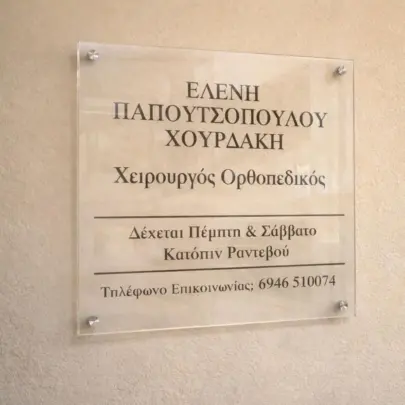 ΕΛΕΝΗ
ΠΑΠΟΥΤΣΟΠΟΥΛΟΥ
ΧΟΥΡΔΑΚΗ
Χειρουργός Ορθοπεδικός
Δέχεται Πέμπτη & Σάββατο
Κατόπιν Ραντεβού
Τηλέφωνο Επικοινωνίας: 6946 510074